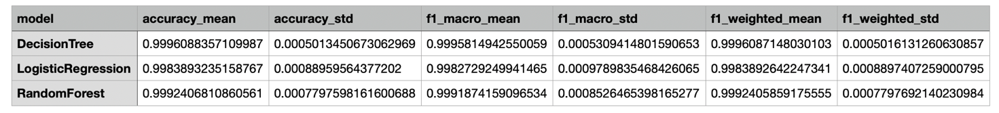 model accuracy_mean accuracy_std f1_macro_mean f1_macro_std f1_weighted_mean f1_weighted_std
DecisionTree 0.9996088357109987 0.0005013450673062969 0.9995814942550059 0.0005309414801590653 0.9996087148030103 0.0005016131260630857
LogisticRegression 0.9983893235158767 0.00088959564377202 0.9982729249941465 0.0009789835468426065 0.9983892642247341 0.00088974072590007​95
RandomForest 0.9992406810860561 0.0007797598161600688 0.9991874159096534 0.0008526465398165277 0.9992405859175555 0.0007797692140230984